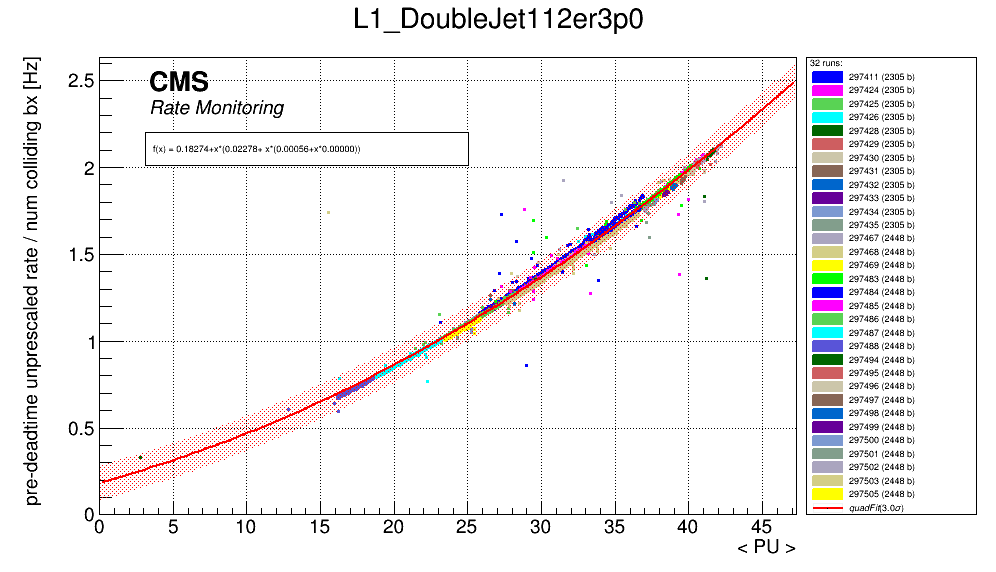 L1_DoubleJet112er3p0
pre-deadtime unprescaled rate / num colliding bx [Hz]
CMS
Rate Monitoring
f(x) = 0.18274+x*(0.02278+ x*(0.00056+x*0.00000))
2.5
2
1.5
1
0.5
0
0 5 10 15 20 25 30 35 40 45
< PU >
32 runs:
297411 (2305 b)
297424 (2305 b)
297425 (2305 b)
297426 (2305 b)
297428 (2305 b)
297429 (2305 b)
297430 (2305 b)
297431 (2305 b)
297432 (2305 b)
297433 (2305 b)
297434 (2305 b)
297435 (2305 b)
297467 (2448 b)
297468 (2448 b)
297469 (2448 b)
297483 (2448 b)
297484 (2448 b)
297485 (2448 b)
297486 (2448 b)
297487 (2448 b)
297488 (2448 b)
297494 (2448 b)
297495 (2448 b)
297496 (2448 b)
297497 (2448 b)
297498 (2448 b)
297499 (2448 b)
297500 (2448 b)
297501 (2448 b)
297502 (2448 b)
297503 (2448 b)
297505 (2448 b)
quadFit(3.0σ)